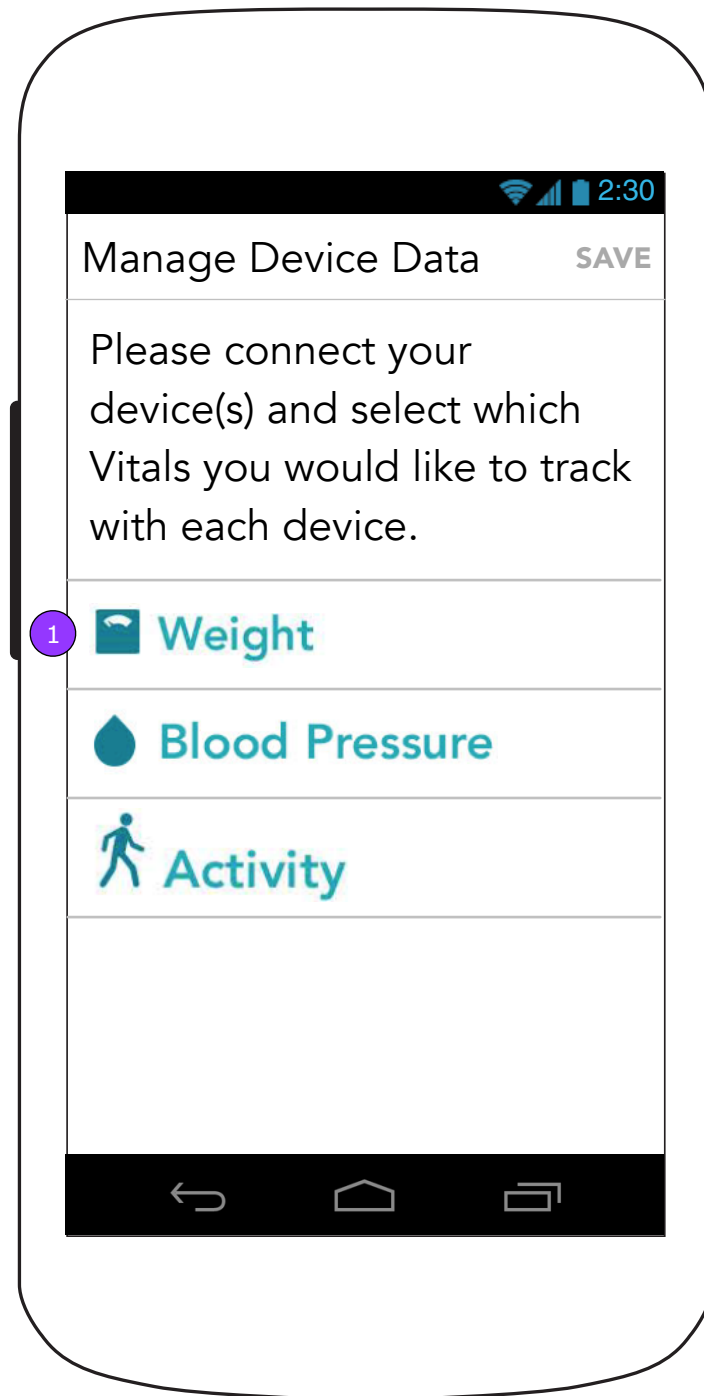 2:30
Manage Device Data SAVE
Please connect your
device(s) and select which
Vitals you would like to track
with each device.
1 Weight
Blood Pressure
Activity